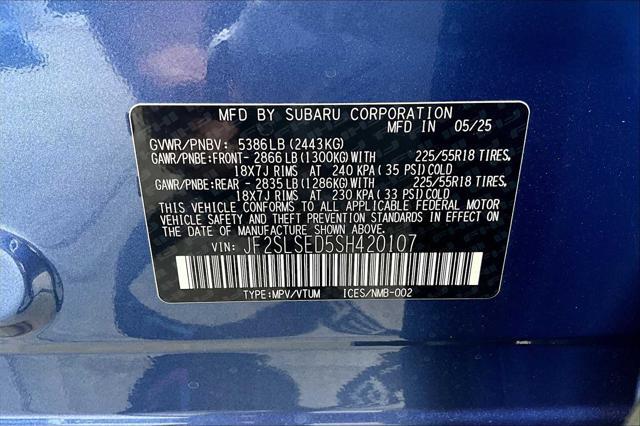 MFD BY SUBARU CORPORATION
MFD IN 05/25
GVWR/PNBV: 5386LB (2443KG)
GAWR/PNBE:FRONT- 2866LB (1300KG)WITH 225/55R18 TIRES.
18X7J RIMS AT 240 KPA ( 35 PSI) COLD
GAWR/PNBE:REAR - 2835LB (1286KG)WITH 225/55R18 TIRES.
18X7J RIMS AT 230 KPA ( 33 PSI) COLD
THIS VEHICLE CONFORMS TO ALL APPLICABLE FEDERAL MOTOR
VEHICLE SAFETY AND THEFT PREVENTION STANDARDS IN EFFECT ON
THE DATE OF MANUFACTURE SHOWN ABOVE.
VIN: JF2SLSED5SH420107
TYPE:MPV/VTUM ICES/NMB-002